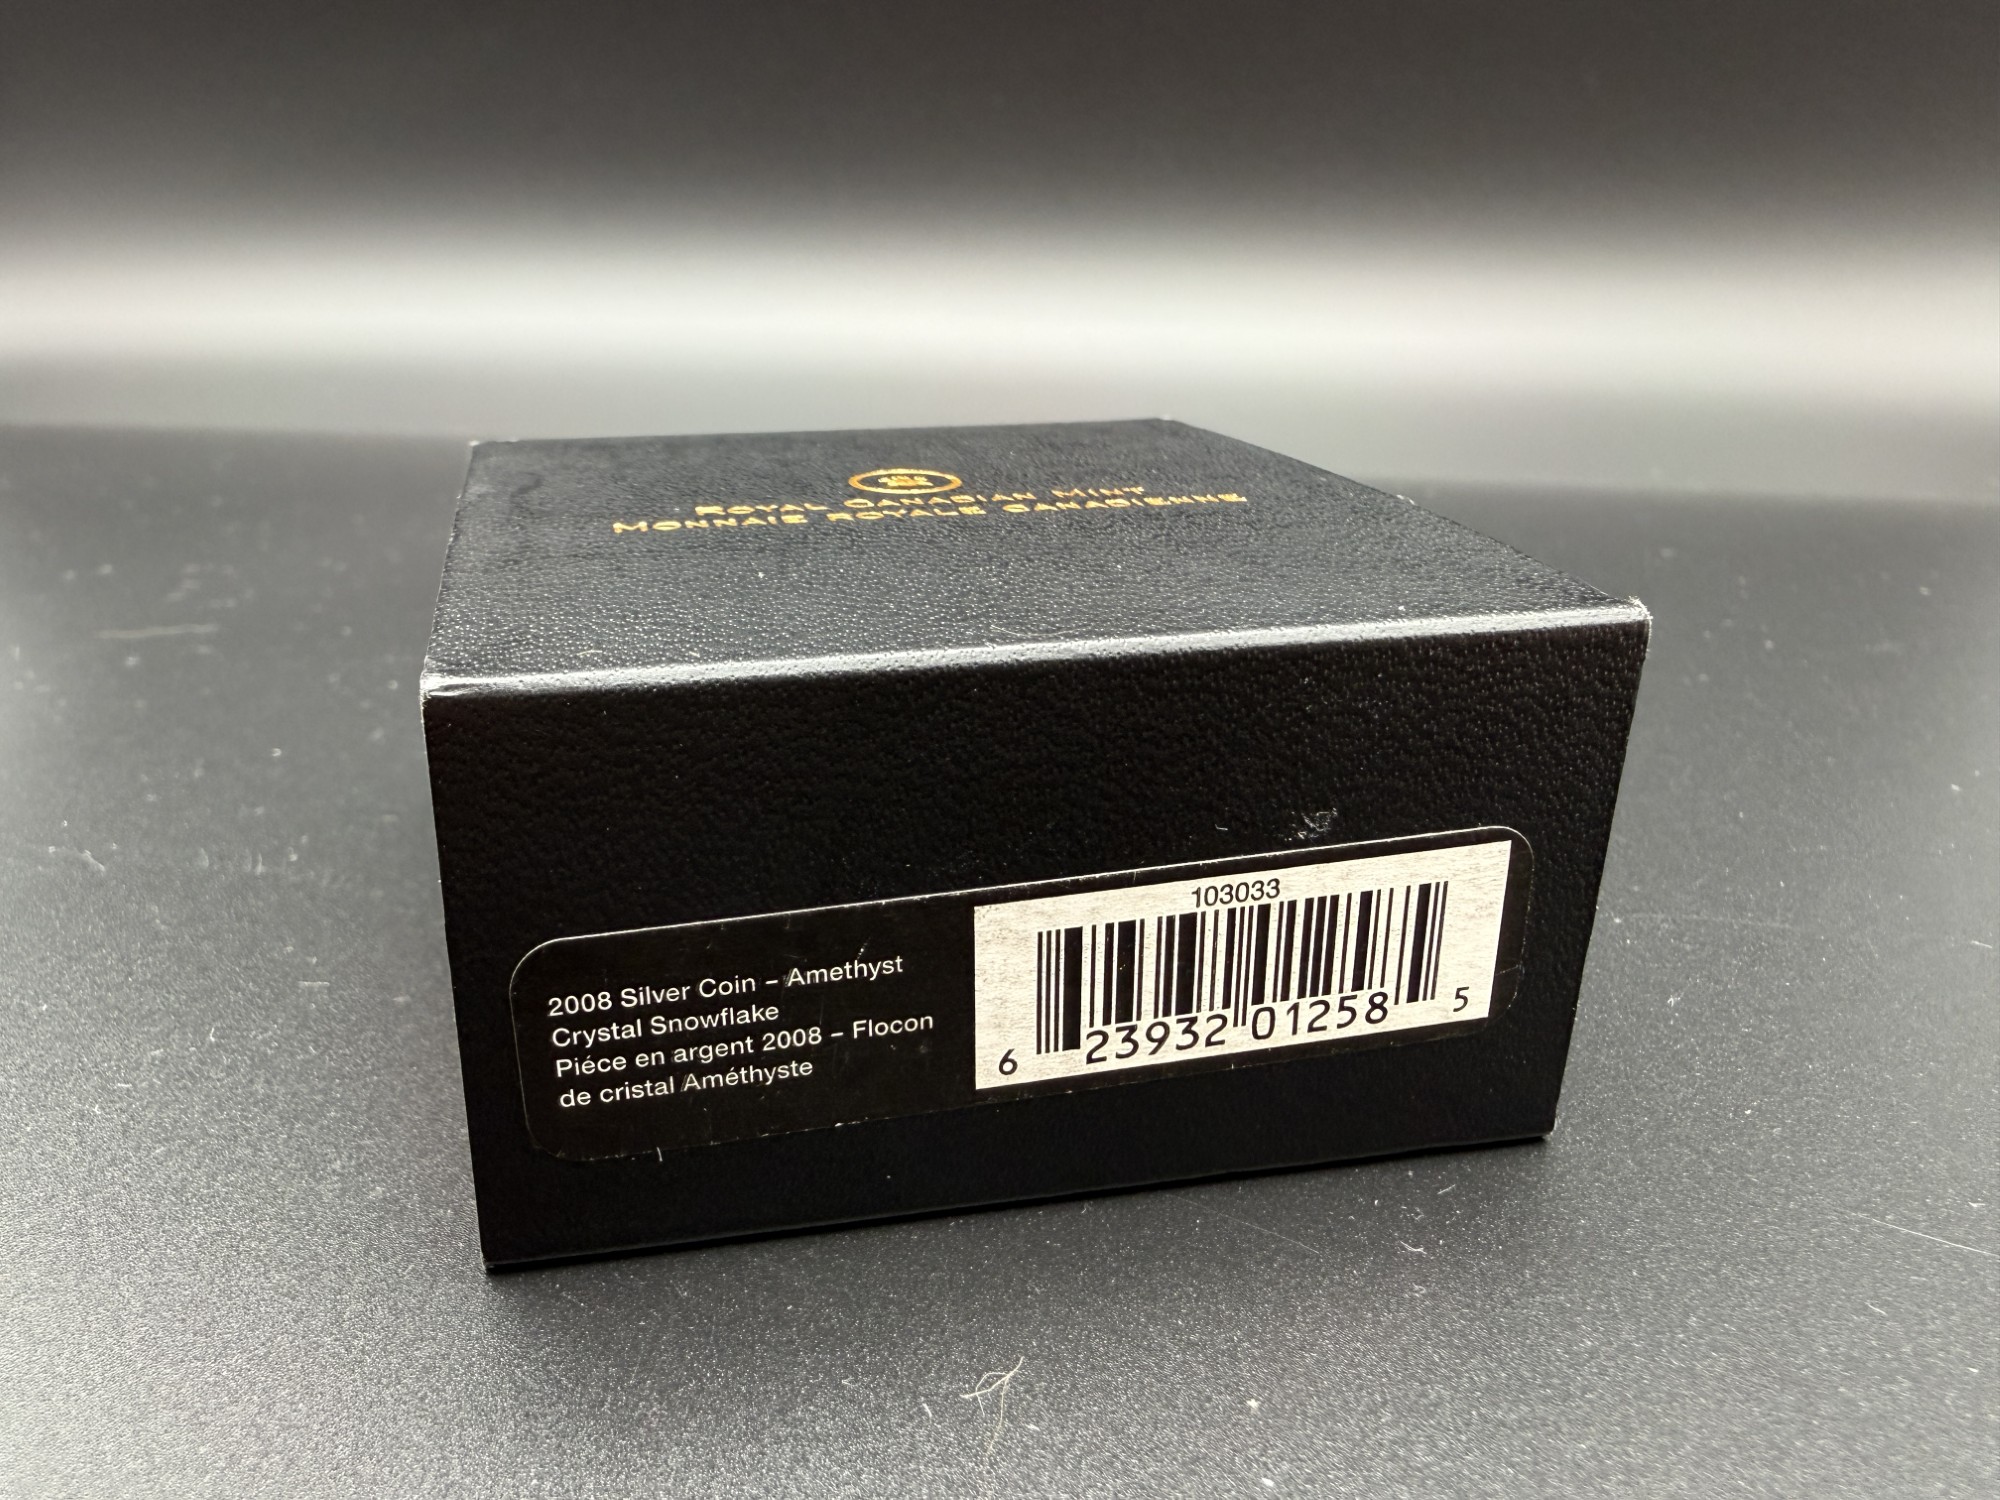 ROYAL CANADIAN MINT
MONNAIE ROYALE CANADIENNE
2008 Silver Coin – Amethyst
Crystal Snowflake
Piéce en argent 2008 – Flocon
de cristal Améthyste
103033
6 23932 01258 5